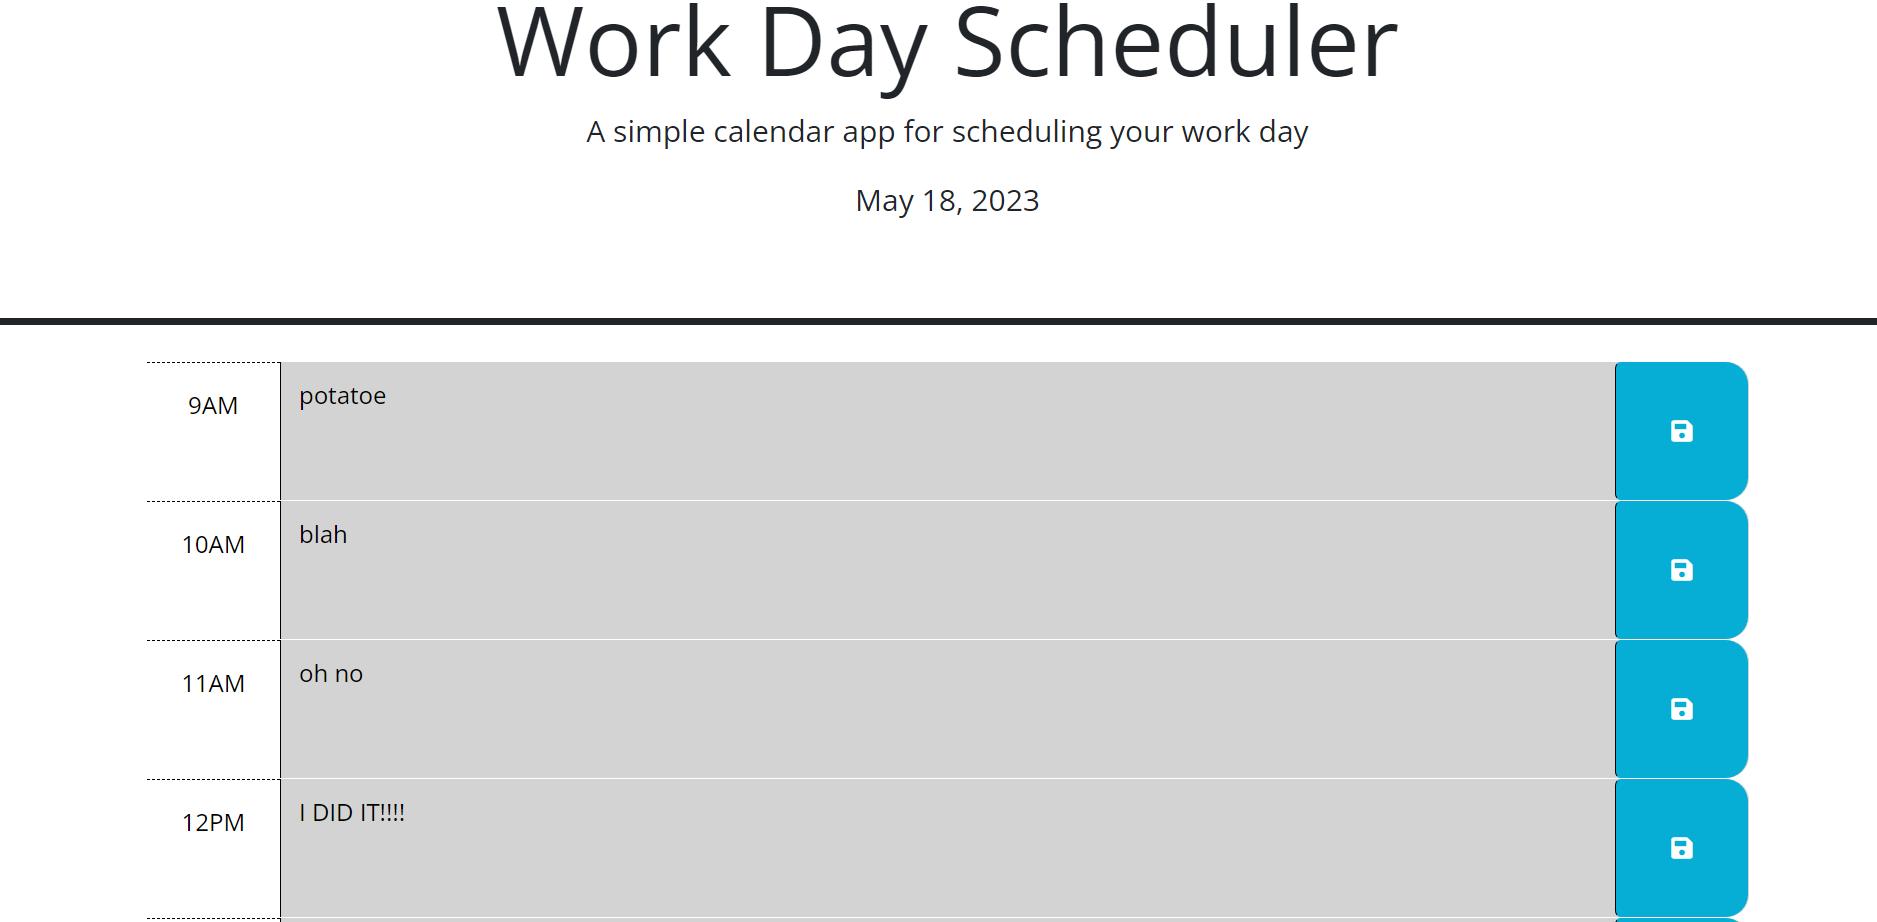 Work Day Scheduler
A simple calendar app for scheduling your work day
May 18, 2023
9AM
potatoe
10AM
blah
11AM
oh no
12PM
I DID IT!!!!